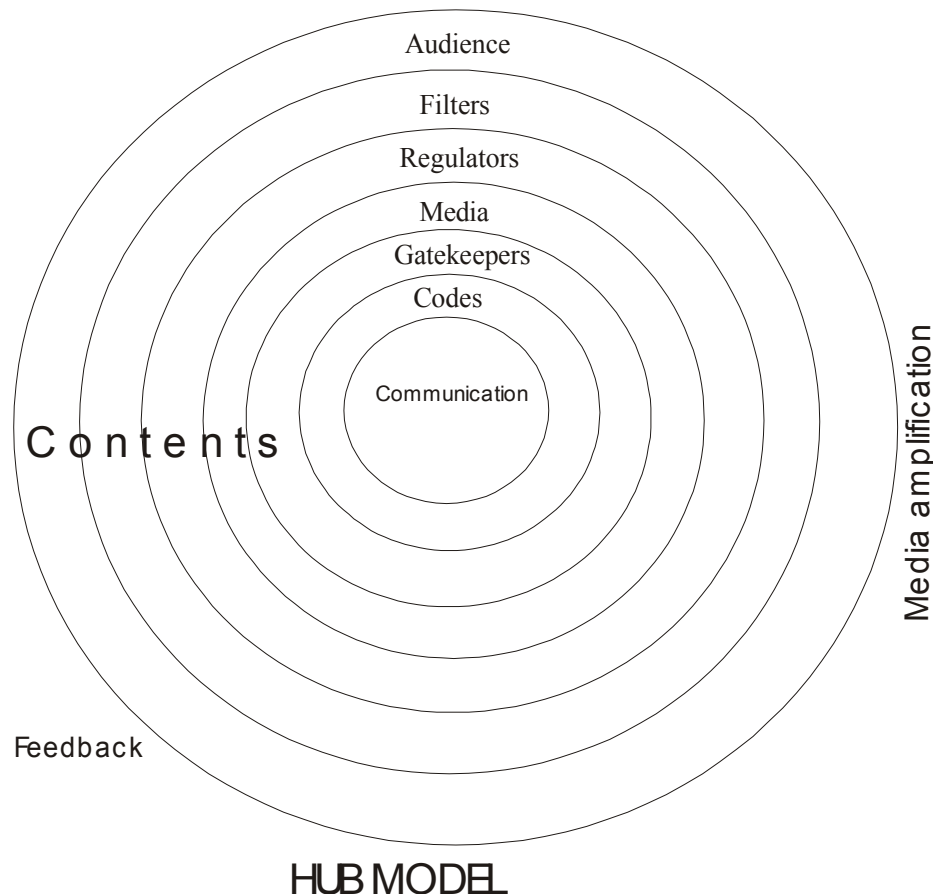 Audience
Filters
Regulators
Media
Gatekeepers
Codes
Communication
Contents
Media amplification
Feedback
HUB MODEL